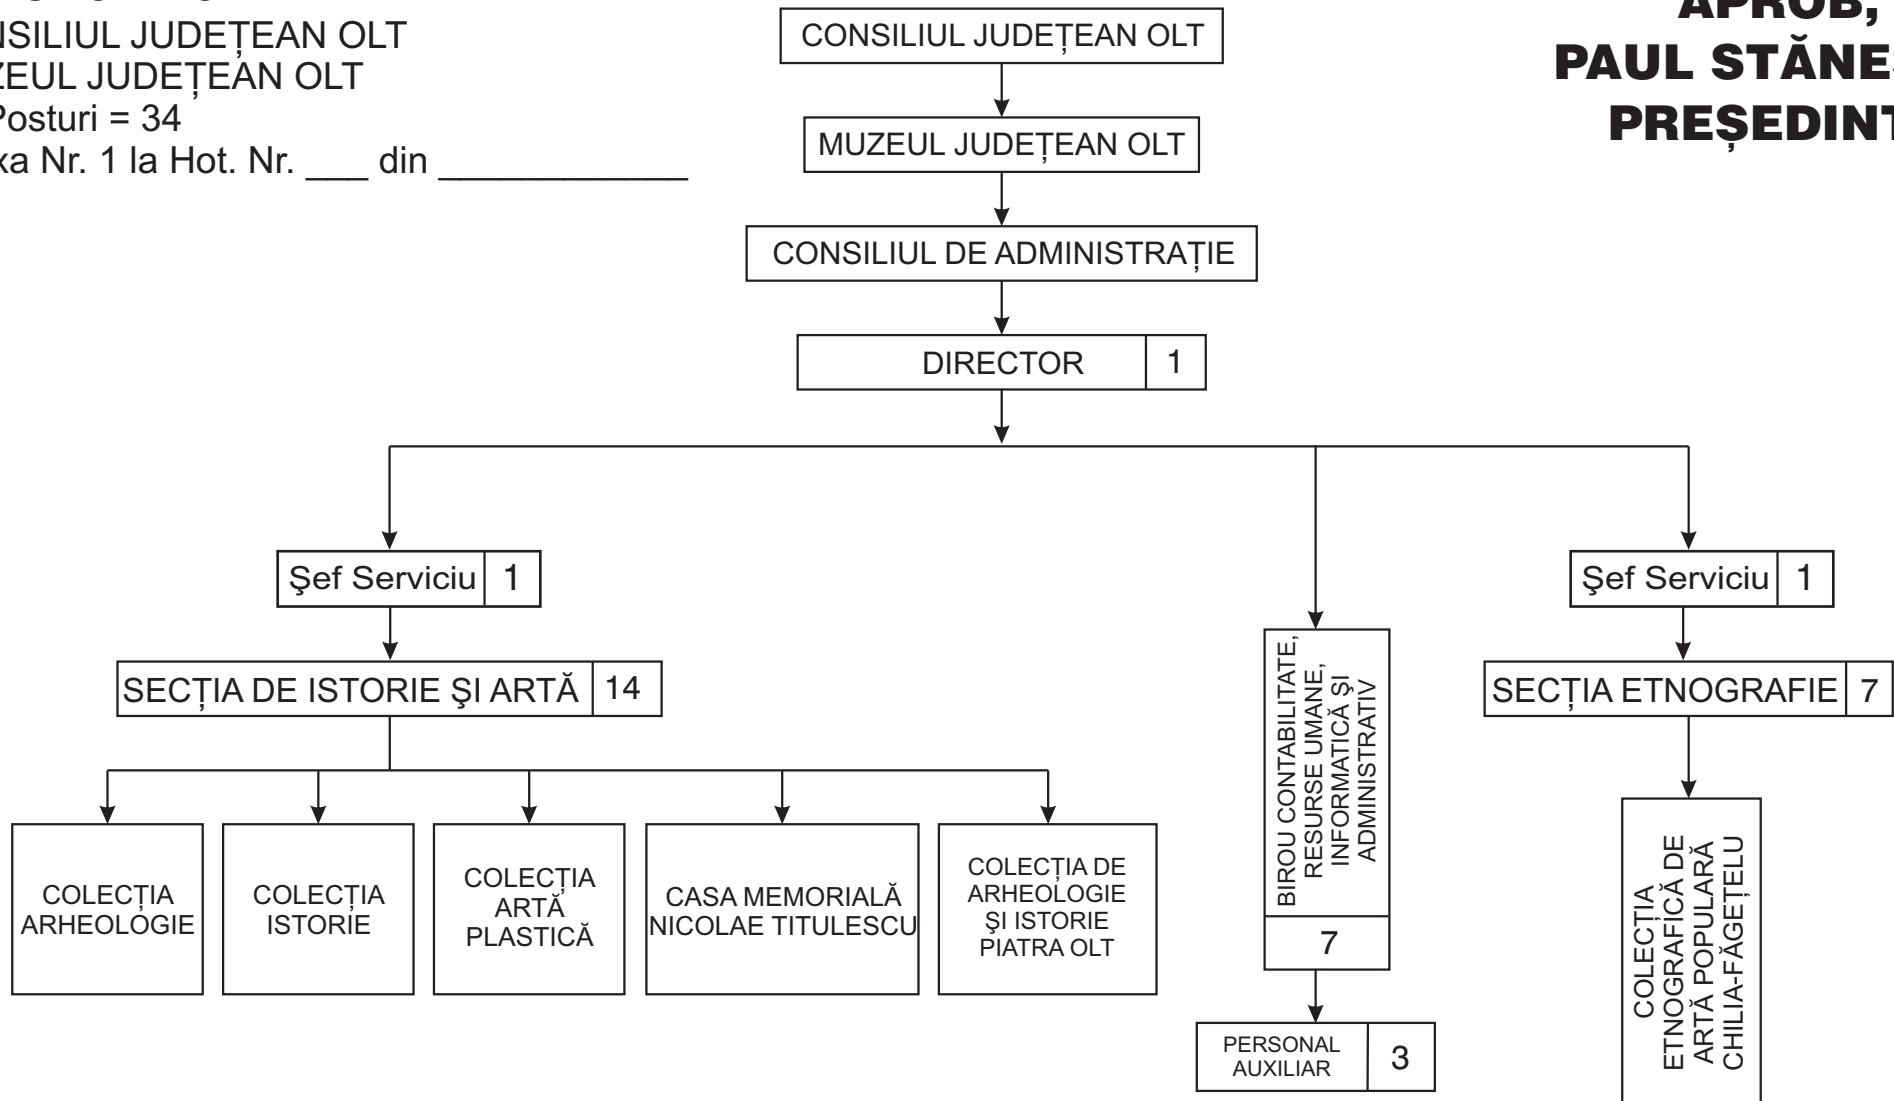 NSILIUL JUDEȚEAN OLT
ZEUL JUDEȚEAN OLT
Posturi = 34
xa Nr. 1 la Hot. Nr. ___ din ____________
APROB,
PAUL STĂNES
PREȘEDINT
CONSILIUL JUDEȚEAN OLT
MUZEUL JUDEȚEAN OLT
CONSILIUL DE ADMINISTRAȚIE
DIRECTOR 1
Şef Serviciu 1
SECȚIA DE ISTORIE ŞI ARTĂ 14
COLECȚIA
ARHEOLOGIE
COLECȚIA
ISTORIE
COLECȚIA
ARTĂ
PLASTICĂ
CASA MEMORIALĂ
NICOLAE TITULESCU
COLECȚIA DE
ARHEOLOGIE
ŞI ISTORIE
PIATRA OLT
BIROU CONTABILITATE,
RESURSE UMANE,
INFORMATICĂ ŞI
ADMINISTRATIV
7
PERSONAL
AUXILIAR
3
Şef Serviciu 1
SECȚIA ETNOGRAFIE 7
COLECȚIA
ETNOGRAFICĂ DE
ARTĂ POPULARĂ
CHILIA-FĂGEȚELU